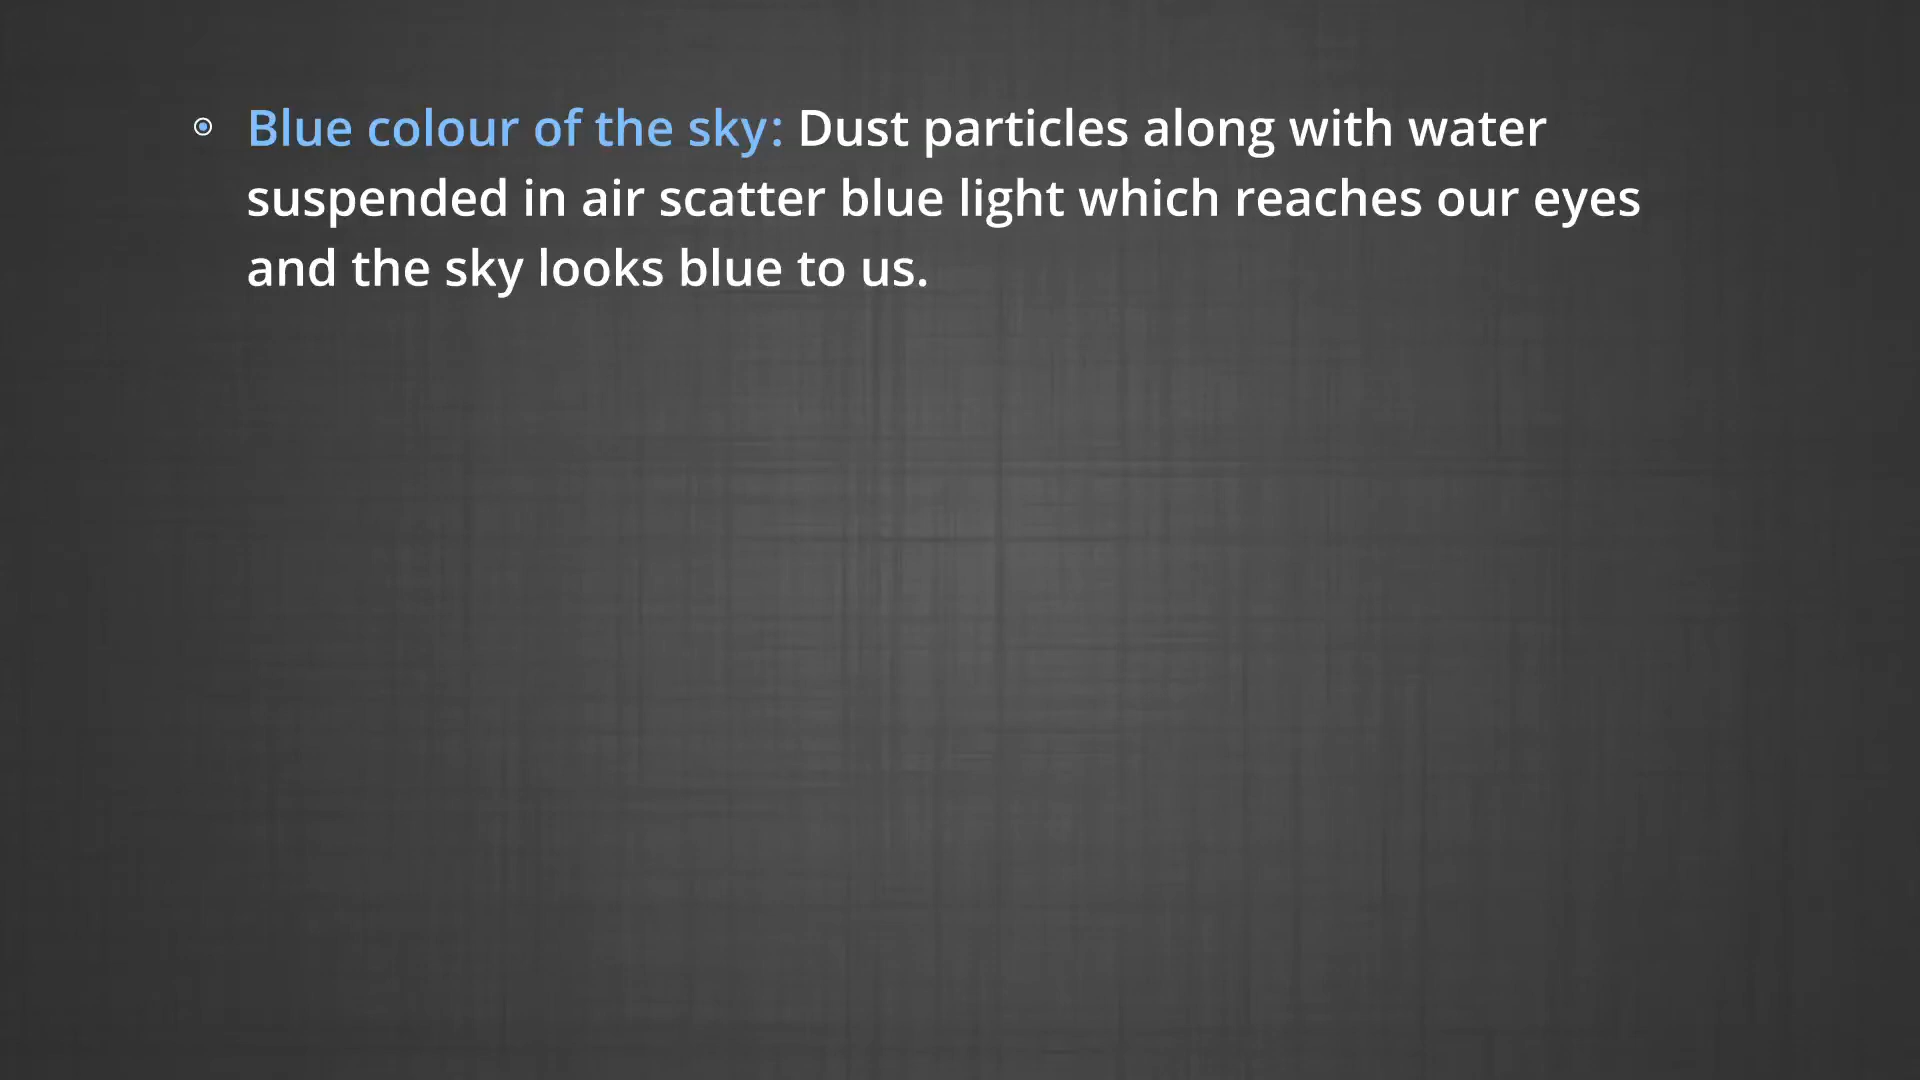 Blue colour of the sky: Dust particles along with water
suspended in air scatter blue light which reaches our eyes
and the sky looks blue to us.